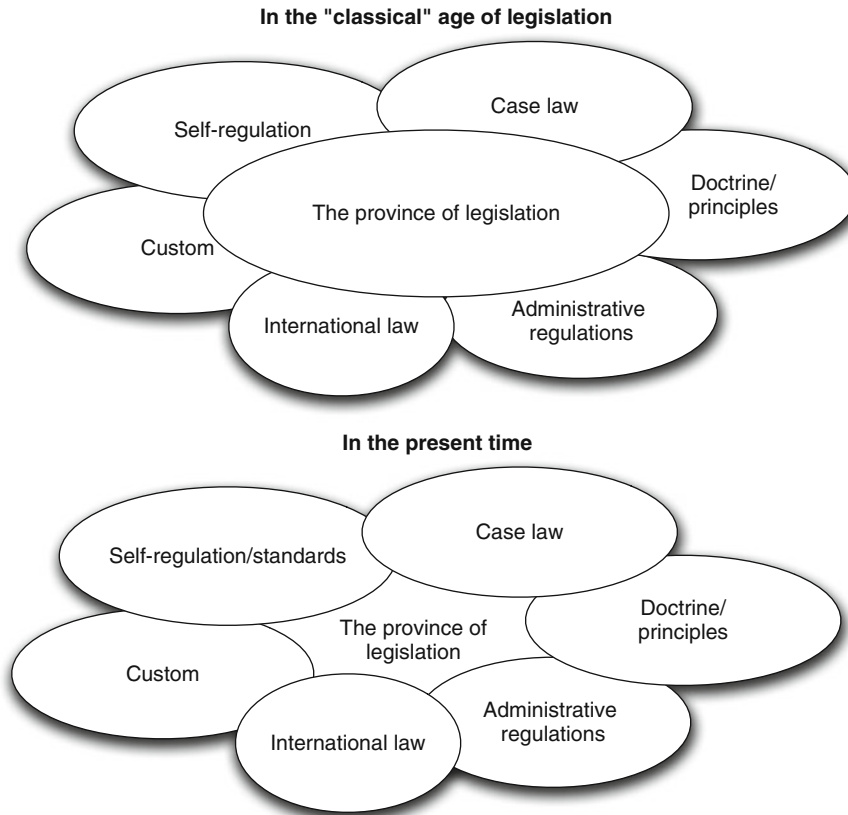 In the "classical" age of legislation
Case law
Self-regulation
Doctrine/
principles
The province of legislation
Custom
Administrative
regulations
International law
In the present time
Case law
Self-regulation/standards
Doctrine/
principles
The province of
legislation
Custom
Administrative
regulations
International law